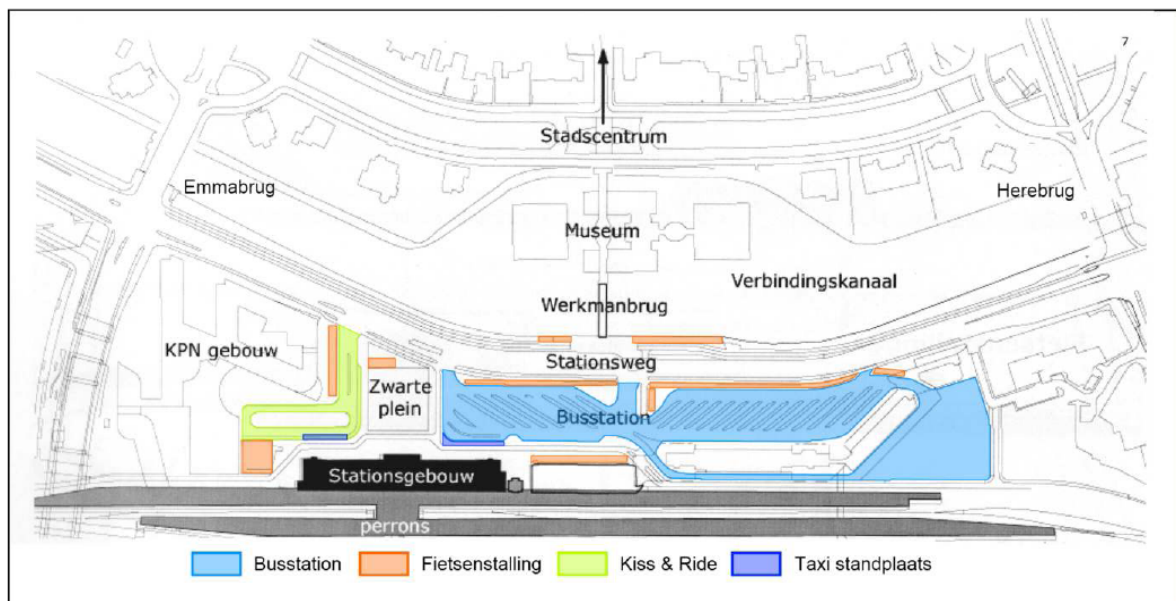 7
Stadscentrum
Emmabrug
Herebrug
Museum
Verbindingskanaal
Werkmanbrug
KPN gebouw
Stationsweg
Zwarte
plein
Busstation
Stationsgebouw
perrons
Busstation
Fietsenstalling
Kiss & Ride
Taxi standplaats